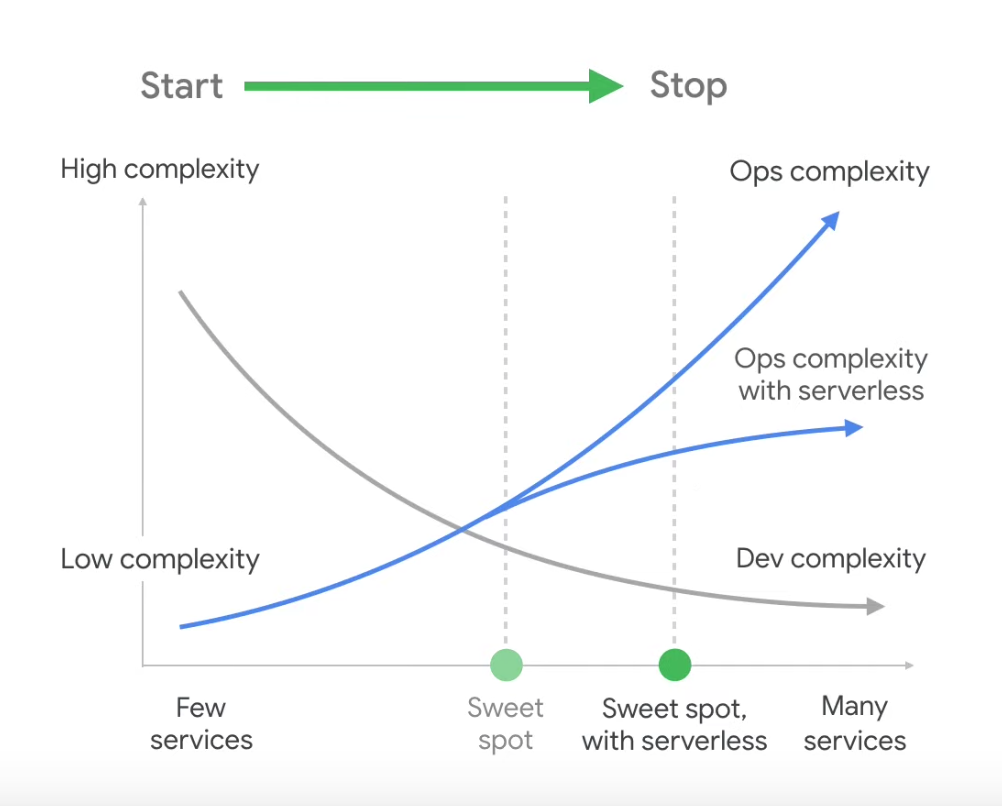 Start
Stop
High complexity
Ops complexity
Ops complexity
with serverless
Low complexity
Dev complexity
Few
services
Sweet
spot
Sweet spot,
with serverless
Many
services